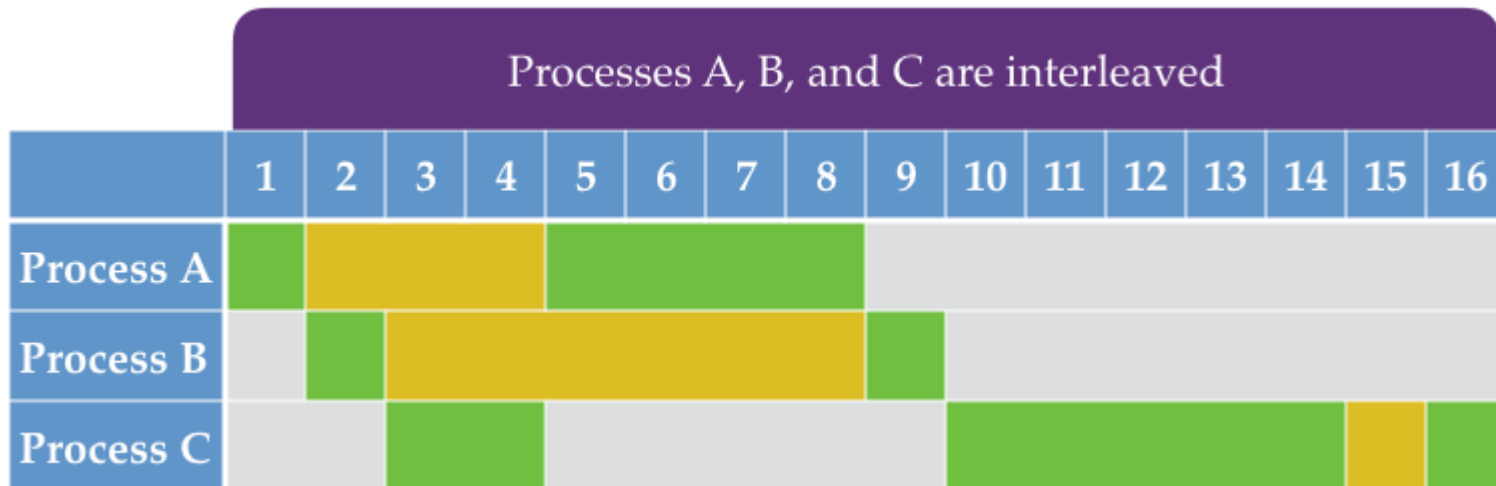 Processes A, B, and C are interleaved
1 2 3 4 5 6 7 8 9 10 11 12 13 14 15 16
Process A
Process B
Process C